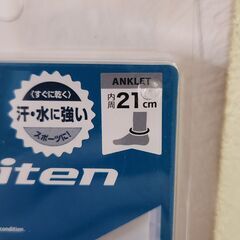 〈すぐに乾く〉
汗・水に強い
スポーツに!
ANKLET
内周21cm
iten
condition.